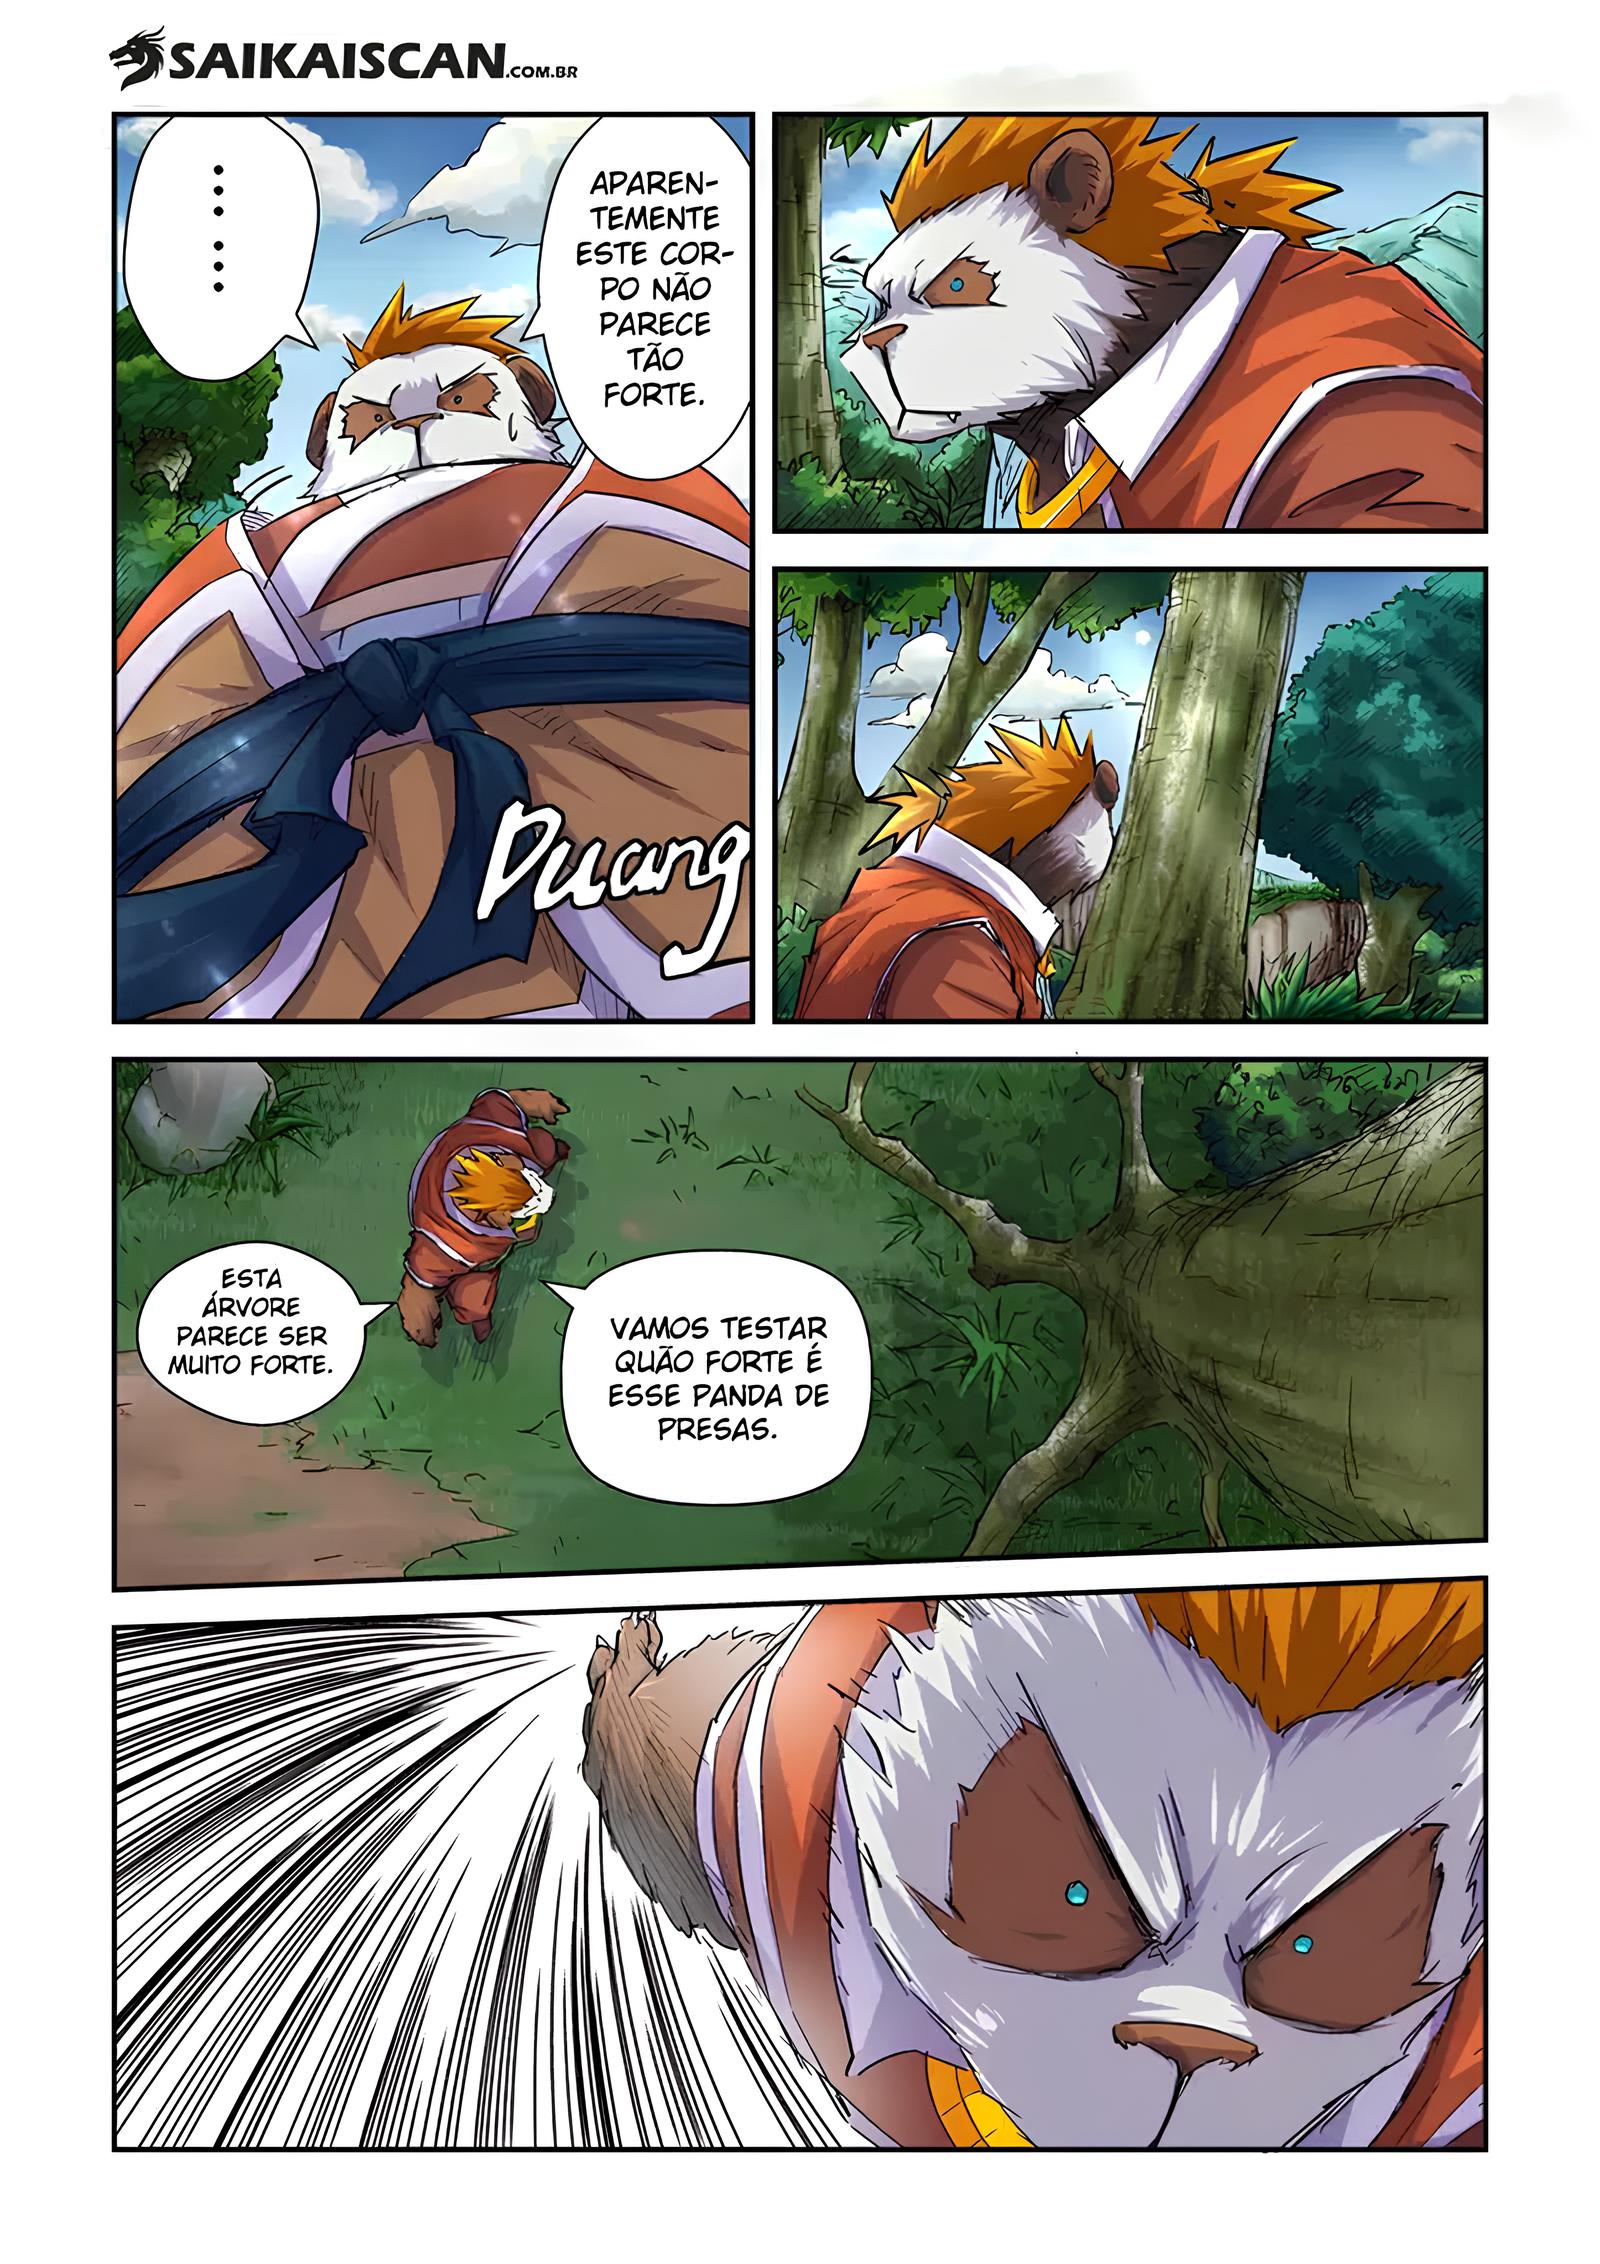 SAIKAISCAN.COM.BR
......
APAREN-
TEMENTE
ESTE COR-
PO NÃO
PARECE
TÃO
FORTE.
Duang
ESTA
ÁRVORE
PARECE SER
MUITO FORTE.
VAMOS TESTAR
QUÃO FORTE É
ESSE PANDA DE
PRESAS.